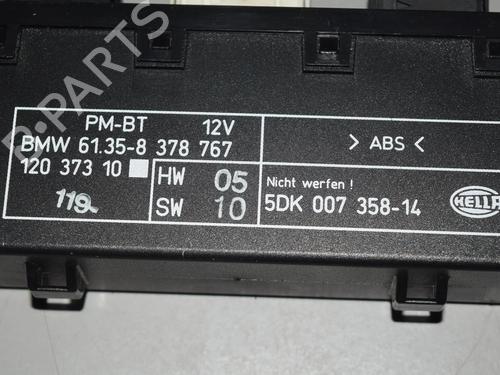 PM-BT 12V
BMW 61.35-8 378 767
120 373 10
119
HW 05
SW 10
> ABS <
Nicht werfen !
5DK 007 358-14
HELLA